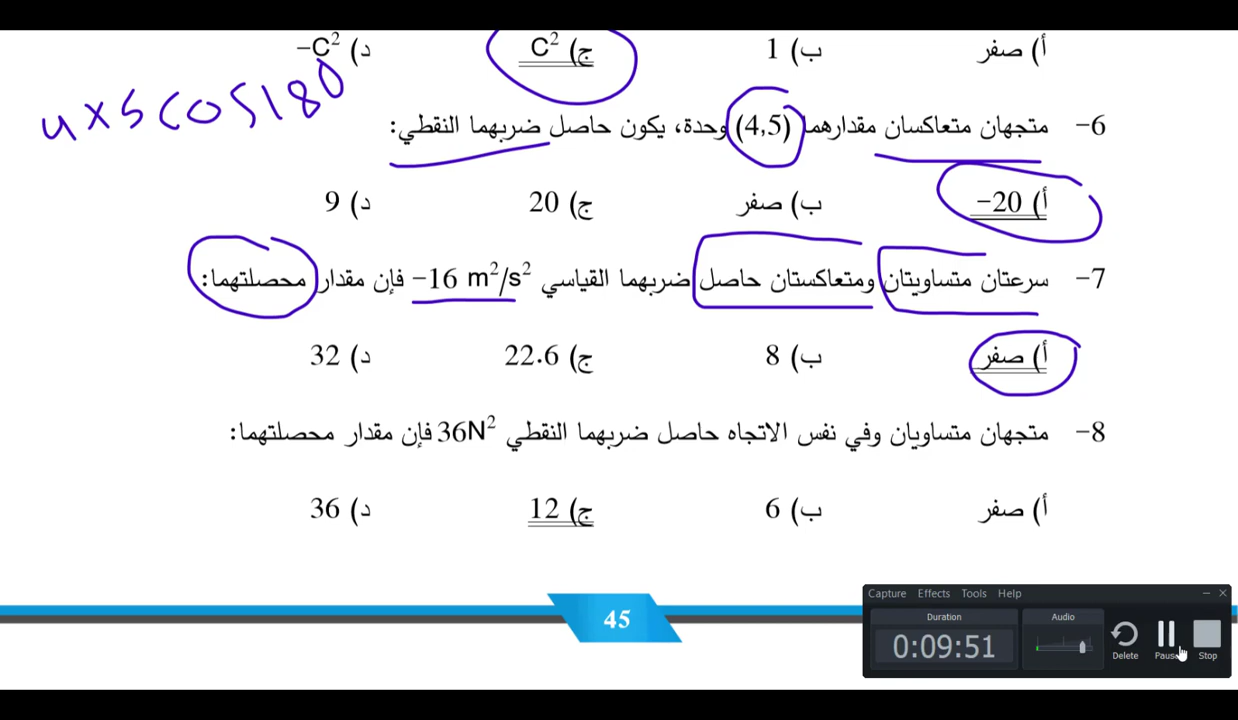 أ) صفر ب) 1 ج) C² د) –C²
4×5 cos180
6- متجهان متعاكسان مقدارهما (4,5) وحدة، يكون حاصل ضربهما النقطي:
أ) –20 ب) صفر ج) 20 د) 9
7- سرعتان متساويتان ومتعاكستان حاصل ضربهما القياسي –16 m²/s² فإن مقدار محصلتهما:
أ) صفر ب) 8 ج) 22.6 د) 32
8- متجهان متساويان وفي نفس الاتجاه حاصل ضربهما النقطي 36N² فإن مقدار محصلتهما:
أ) صفر ب) 6 ج) 12 د) 36
45
Capture Effects Tools Help
Duration Audio
0:09:51
Delete Pause Stop